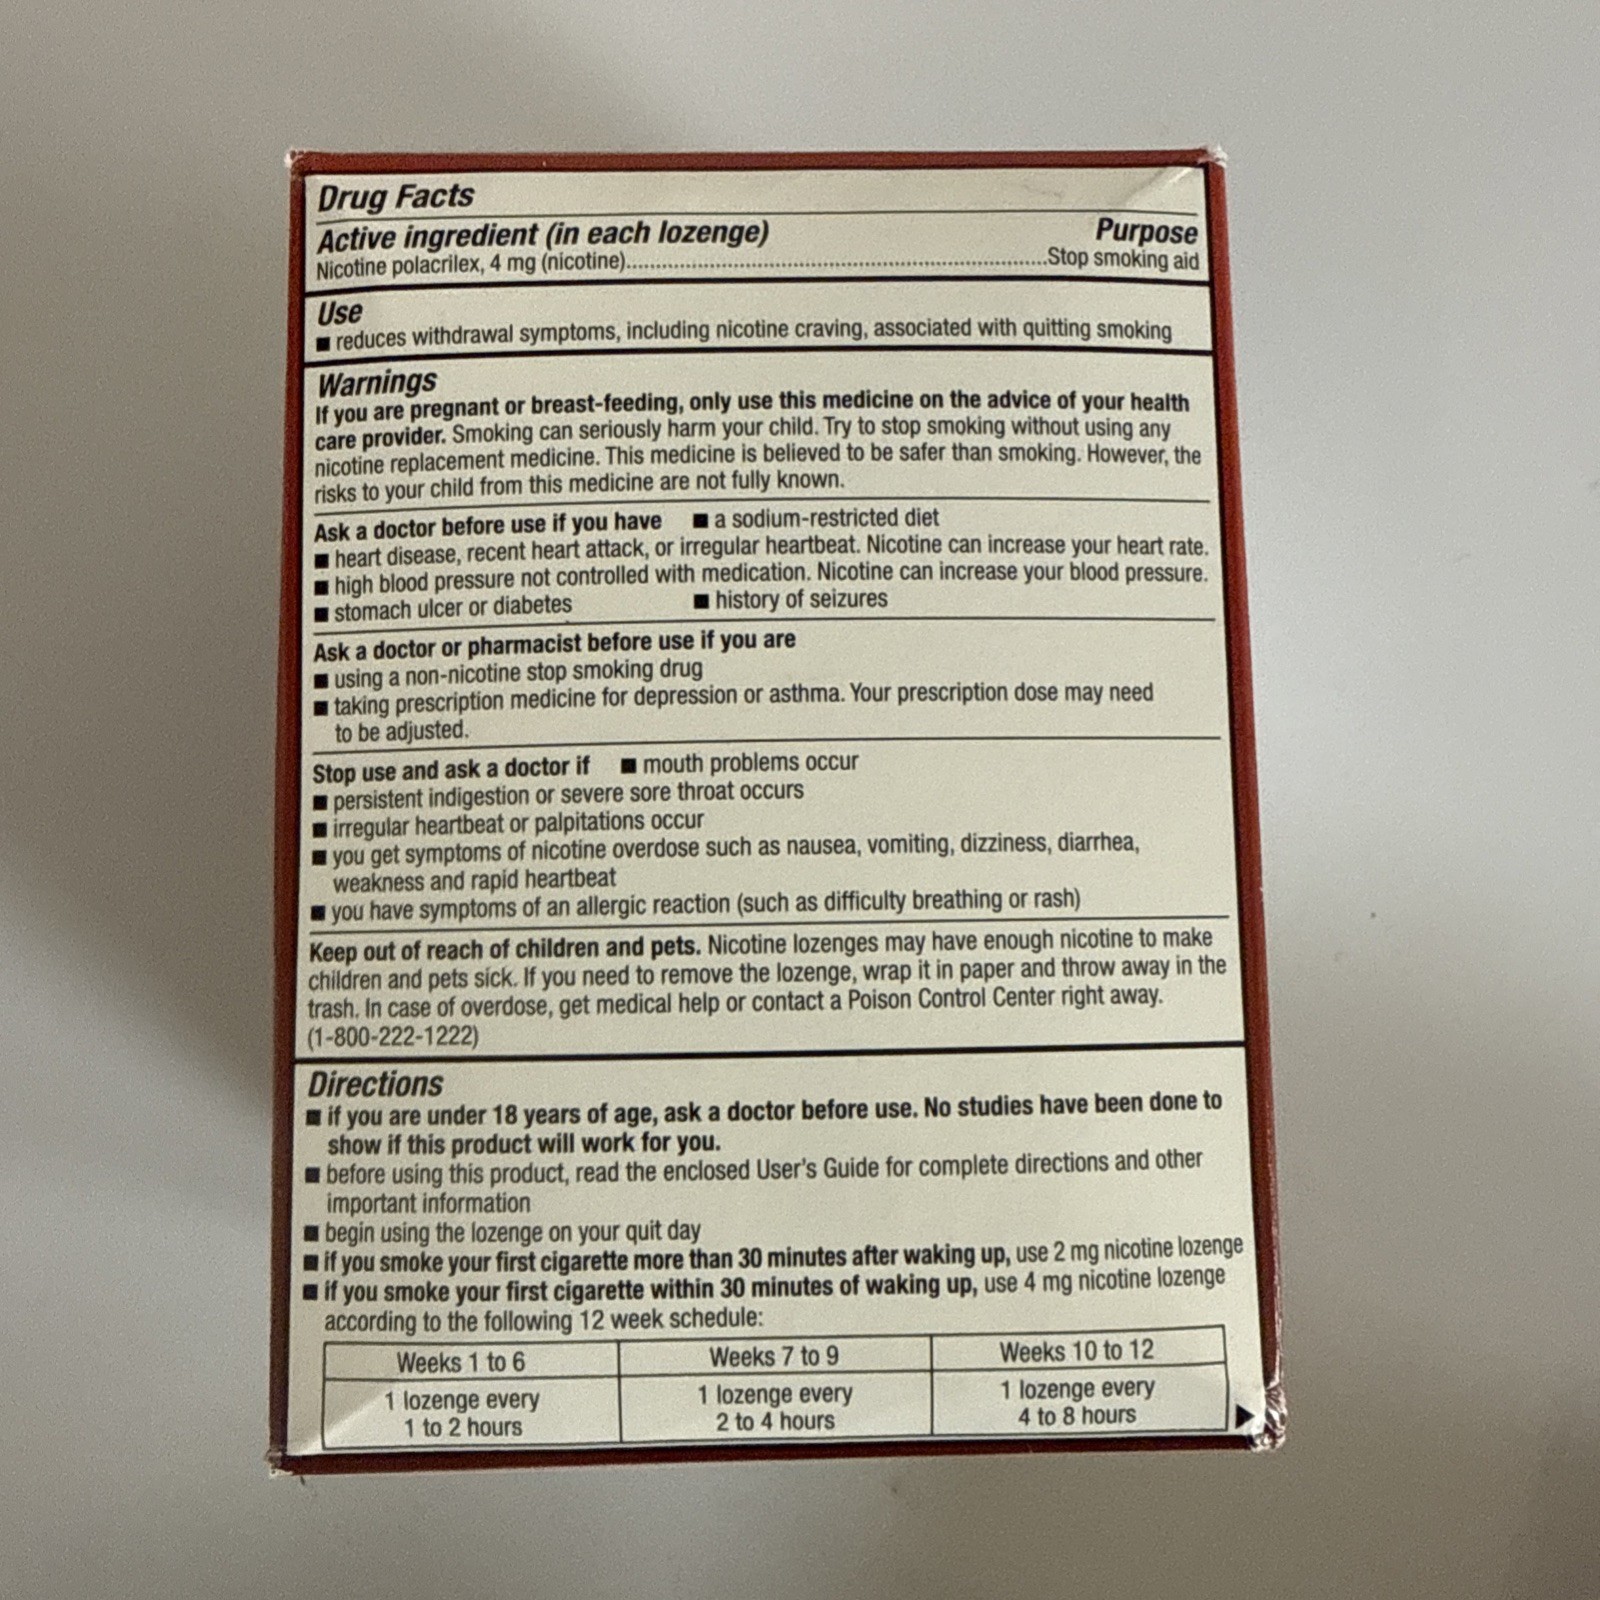 Drug Facts
Active ingredient (in each lozenge) Purpose
Nicotine polacrilex, 4 mg (nicotine)............................................................................Stop smoking aid
Use
■ reduces withdrawal symptoms, including nicotine craving, associated with quitting smoking
Warnings
If you are pregnant or breast-feeding, only use this medicine on the advice of your health
care provider. Smoking can seriously harm your child. Try to stop smoking without using any
nicotine replacement medicine. This medicine is believed to be safer than smoking. However, the
risks to your child from this medicine are not fully known.
Ask a doctor before use if you have ■ a sodium-restricted diet
■ heart disease, recent heart attack, or irregular heartbeat. Nicotine can increase your heart rate.
■ high blood pressure not controlled with medication. Nicotine can increase your blood pressure.
■ stomach ulcer or diabetes ■ history of seizures
Ask a doctor or pharmacist before use if you are
■ using a non-nicotine stop smoking drug
■ taking prescription medicine for depression or asthma. Your prescription dose may need
to be adjusted.
Stop use and ask a doctor if ■ mouth problems occur
■ persistent indigestion or severe sore throat occurs
■ irregular heartbeat or palpitations occur
■ you get symptoms of nicotine overdose such as nausea, vomiting, dizziness, diarrhea,
weakness and rapid heartbeat
■ you have symptoms of an allergic reaction (such as difficulty breathing or rash)
Keep out of reach of children and pets. Nicotine lozenges may have enough nicotine to make
children and pets sick. If you need to remove the lozenge, wrap it in paper and throw away in the
trash. In case of overdose, get medical help or contact a Poison Control Center right away.
(1-800-222-1222)
Directions
■ if you are under 18 years of age, ask a doctor before use. No studies have been done to
show if this product will work for you.
■ before using this product, read the enclosed User's Guide for complete directions and other
important information
■ begin using the lozenge on your quit day
■ if you smoke your first cigarette more than 30 minutes after waking up, use 2 mg nicotine lozenge
■ if you smoke your first cigarette within 30 minutes of waking up, use 4 mg nicotine lozenge
according to the following 12 week schedule:
Weeks 1 to 6 Weeks 7 to 9 Weeks 10 to 12
1 lozenge every 1 lozenge every 1 lozenge every
1 to 2 hours 2 to 4 hours 4 to 8 hours